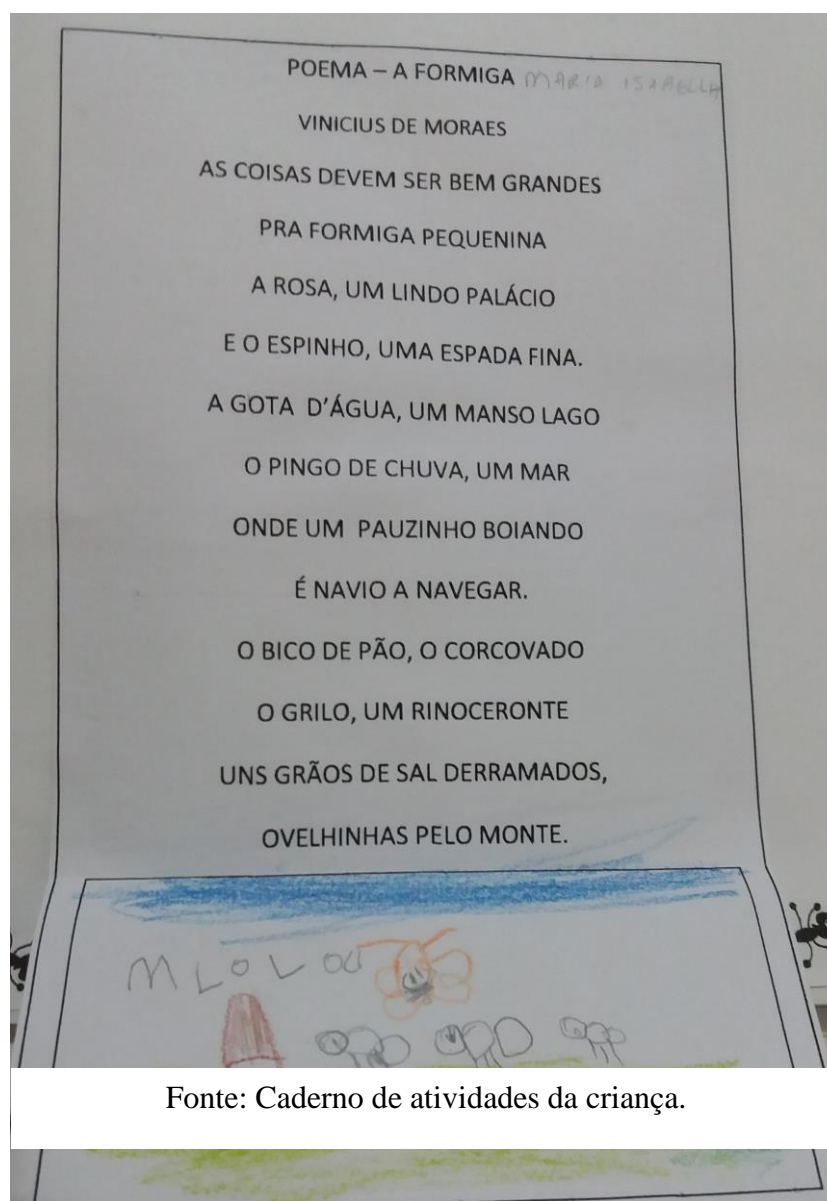 POEMA – A FORMIGA MARIA ISABELLA
VINICIUS DE MORAES
AS COISAS DEVEM SER BEM GRANDES
PRA FORMIGA PEQUENINA
A ROSA, UM LINDO PALÁCIO
E O ESPINHO, UMA ESPADA FINA.
A GOTA D'ÁGUA, UM MANSO LAGO
O PINGO DE CHUVA, UM MAR
ONDE UM PAUZINHO BOIANDO
É NAVIO A NAVEGAR.
O BICO DE PÃO, O CORCOVADO
O GRILO, UM RINOCERONTE
UNS GRÃOS DE SAL DERRAMADOS,
OVELHINHAS PELO MONTE.
Fonte: Caderno de atividades da criança.